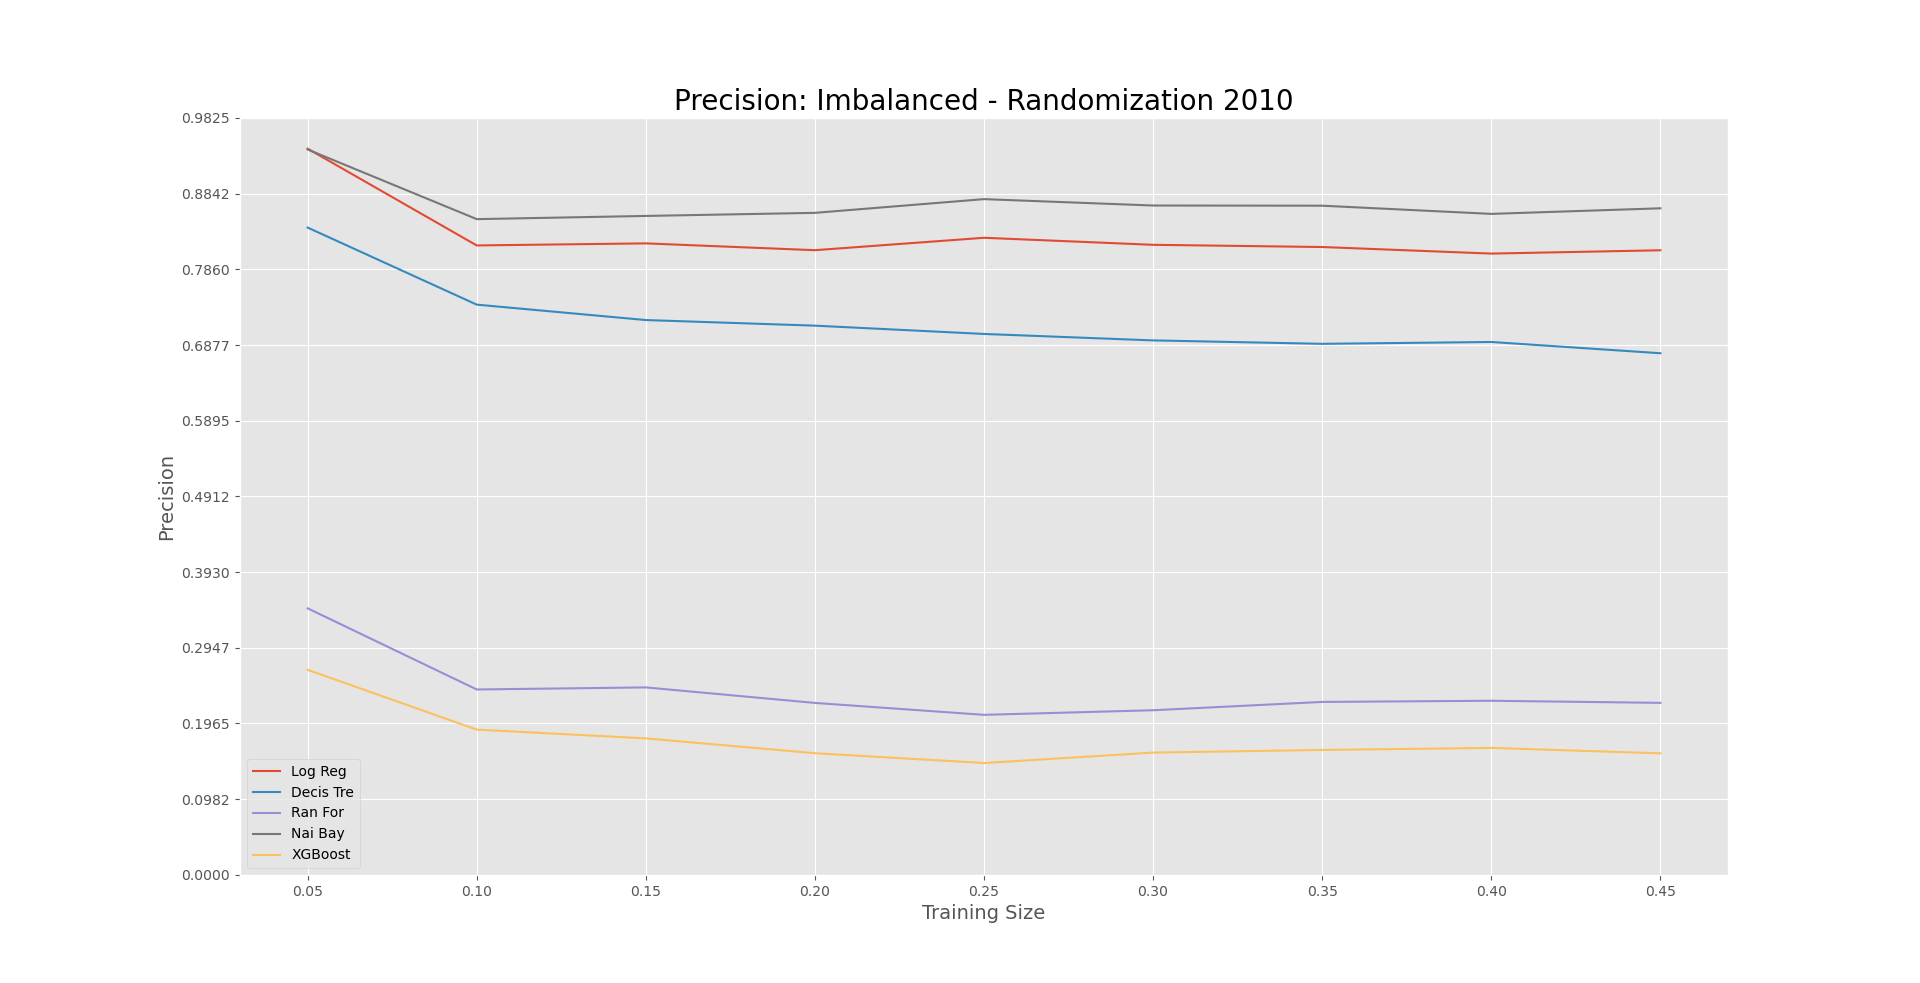 Precision: Imbalanced - Randomization 2010
0.9825
0.8842
0.7860
0.6877
0.5895
0.4912
0.3930
0.2947
0.1965
0.0982
0.0000
Precision
Log Reg
Decis Tre
Ran For
Nai Bay
XGBoost
0.05 0.10 0.15 0.20 0.25 0.30 0.35 0.40 0.45
Training Size